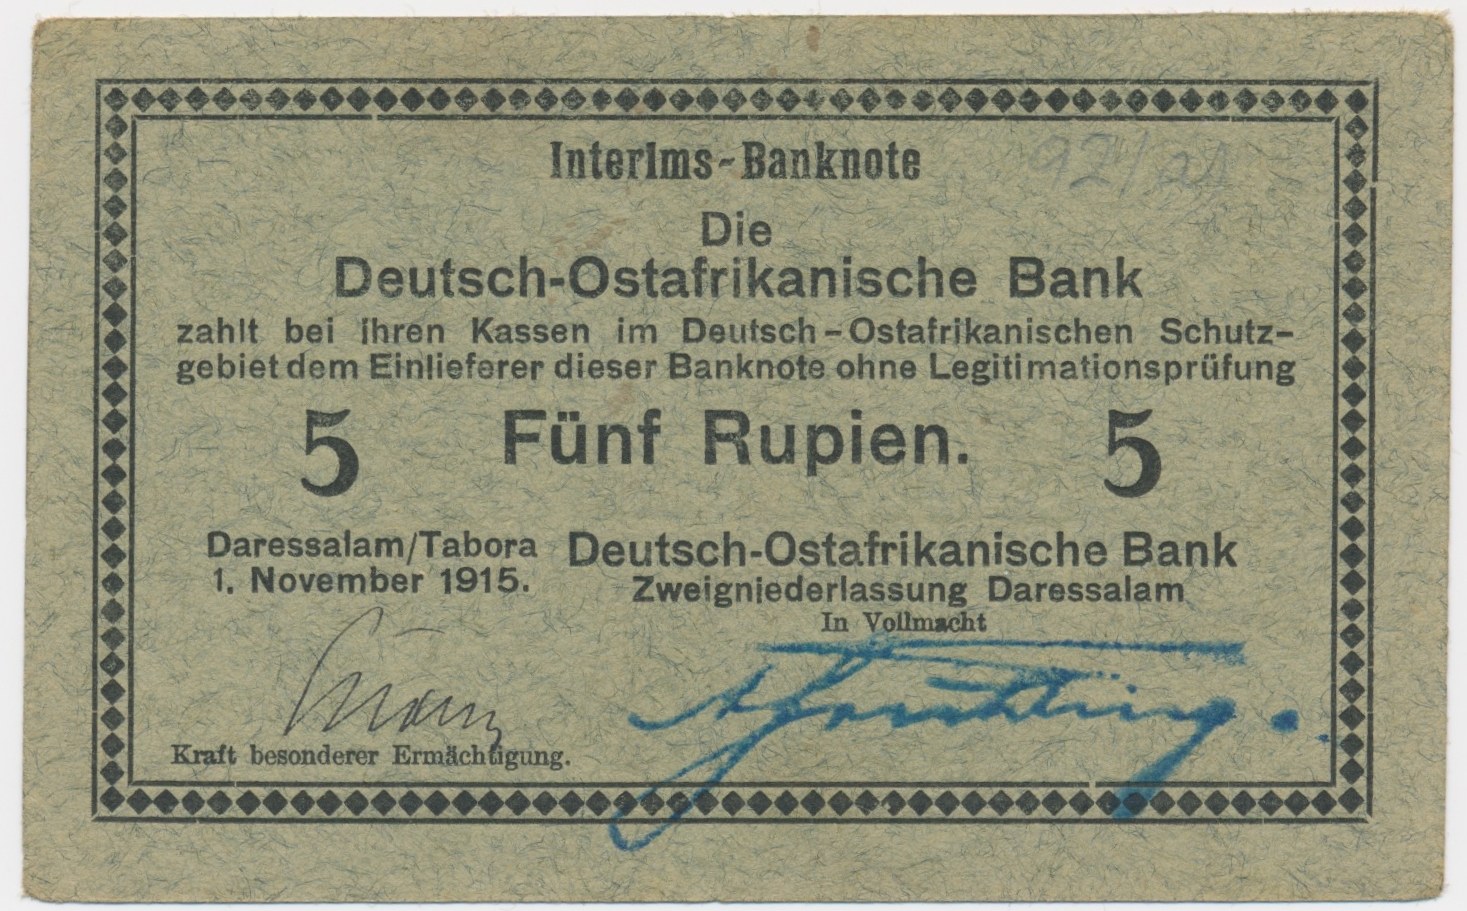 Interims-Banknote
92/21
Die
Deutsch-Ostafrikanische Bank
zahlt bei ihren Kassen im Deutsch-Ostafrikanischen Schutz-
gebiet dem Einlieferer dieser Banknote ohne Legitimationsprüfung
5 Fünf Rupien. 5
Daressalam/Tabora
1. November 1915.
Deutsch-Ostafrikanische Bank
Zweigniederlassung Daressalam
In Vollmacht
Kraft besonderer Ermächtigung.